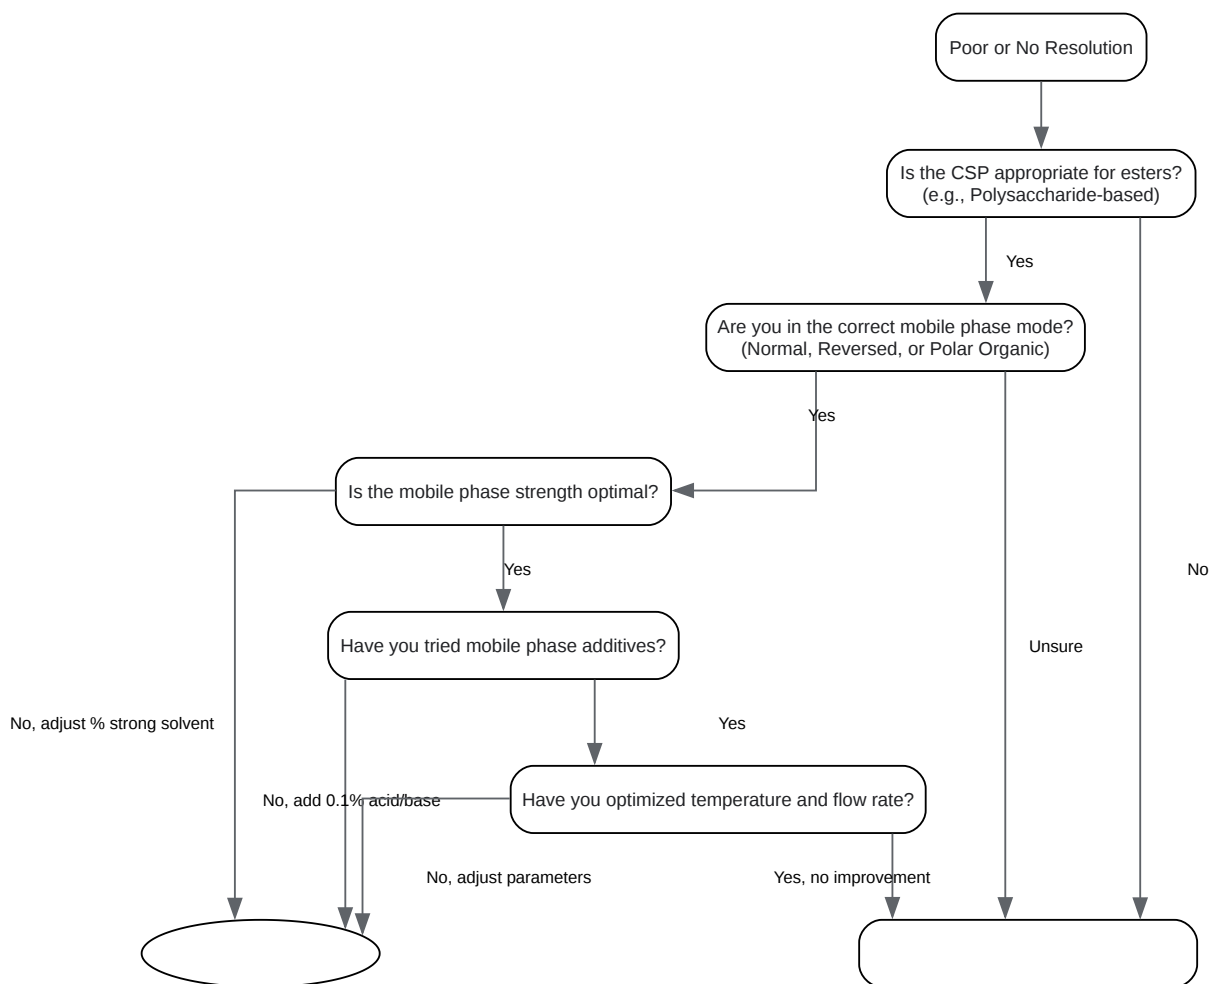 Poor or No Resolution
Is the CSP appropriate for esters?
(e.g., Polysaccharide-based)
Yes
Are you in the correct mobile phase mode?
(Normal, Reversed, or Polar Organic)
Yes
Is the mobile phase strength optimal?
Yes
No
Have you tried mobile phase additives?
Unsure
No, adjust % strong solvent
Yes
No, add 0.1% acid/base
Have you optimized temperature and flow rate?
No, adjust parameters
Yes, no improvement